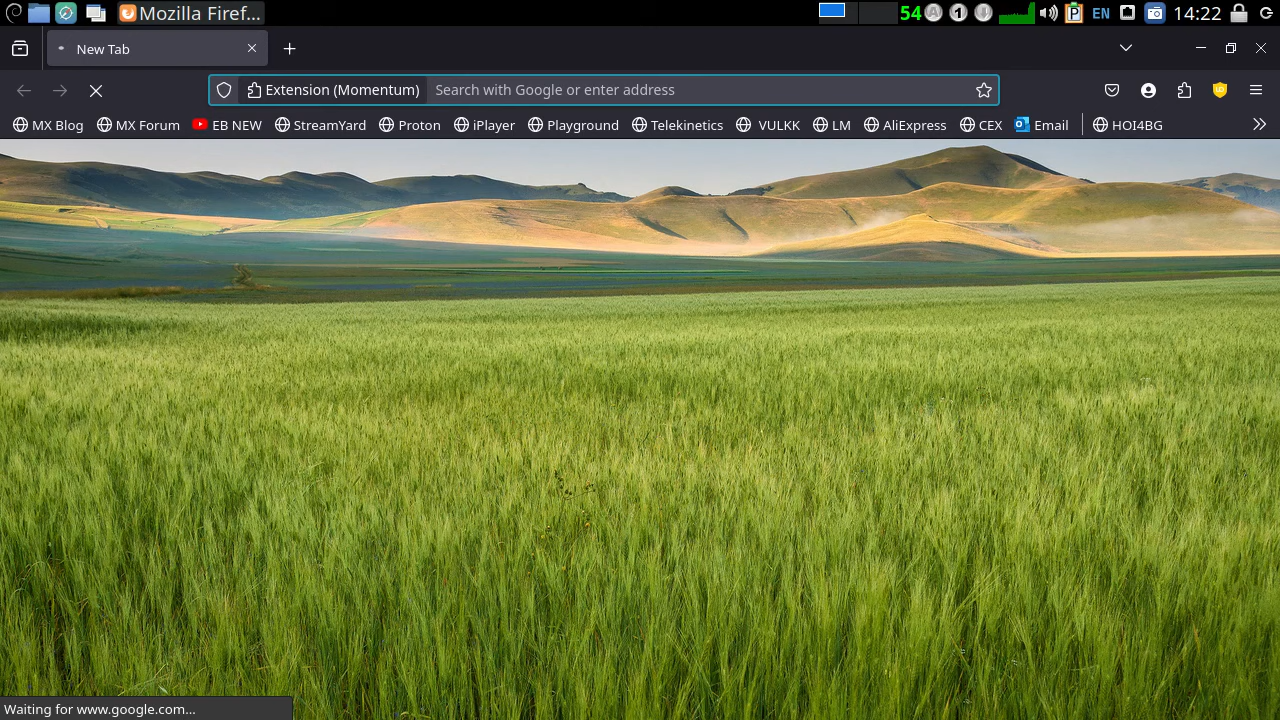 Mozilla Firef...
54
A
1
EN
14:22
New Tab
Extension (Momentum)
Search with Google or enter address
MX Blog
MX Forum
EB NEW
StreamYard
Proton
iPlayer
Playground
Telekinetics
VULKK
LM
AliExpress
CEX
Email
HOI4BG
Waiting for www.google.com...